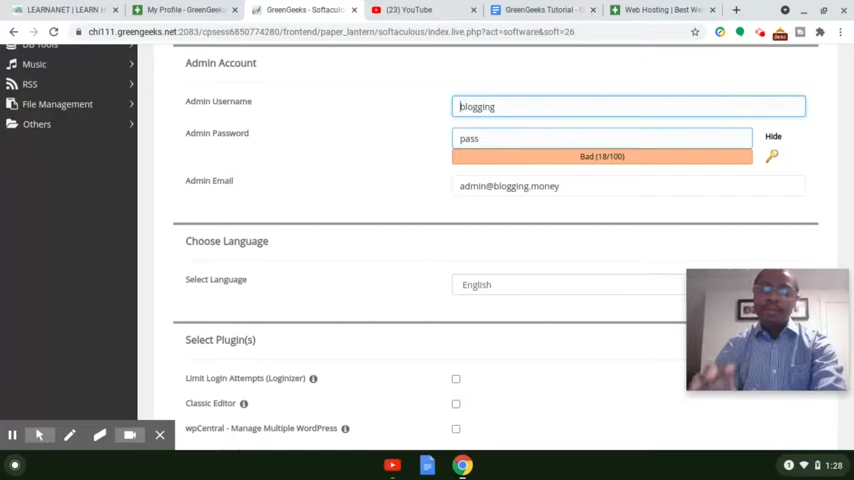 LEARNANET | LEARN H
My Profile - GreenGeeks
GreenGeeks - Softaculou
(23) YouTube
GreenGeeks Tutorial - G
Web Hosting | Best We
chi111.greengeeks.net:2083/cpsess6850774280/frontend/paper_lantern/softaculous/index.live.php?act=software&soft=26
DB Tools
Music
RSS
File Management
Others
Admin Account
Admin Username
blogging
Admin Password
pass
Hide
Bad (18/100)
Admin Email
admin@blogging.money
Choose Language
Select Language
English
Select Plugin(s)
Limit Login Attempts (Loginizer)
Classic Editor
wpCentral - Manage Multiple WordPress
1
1:28